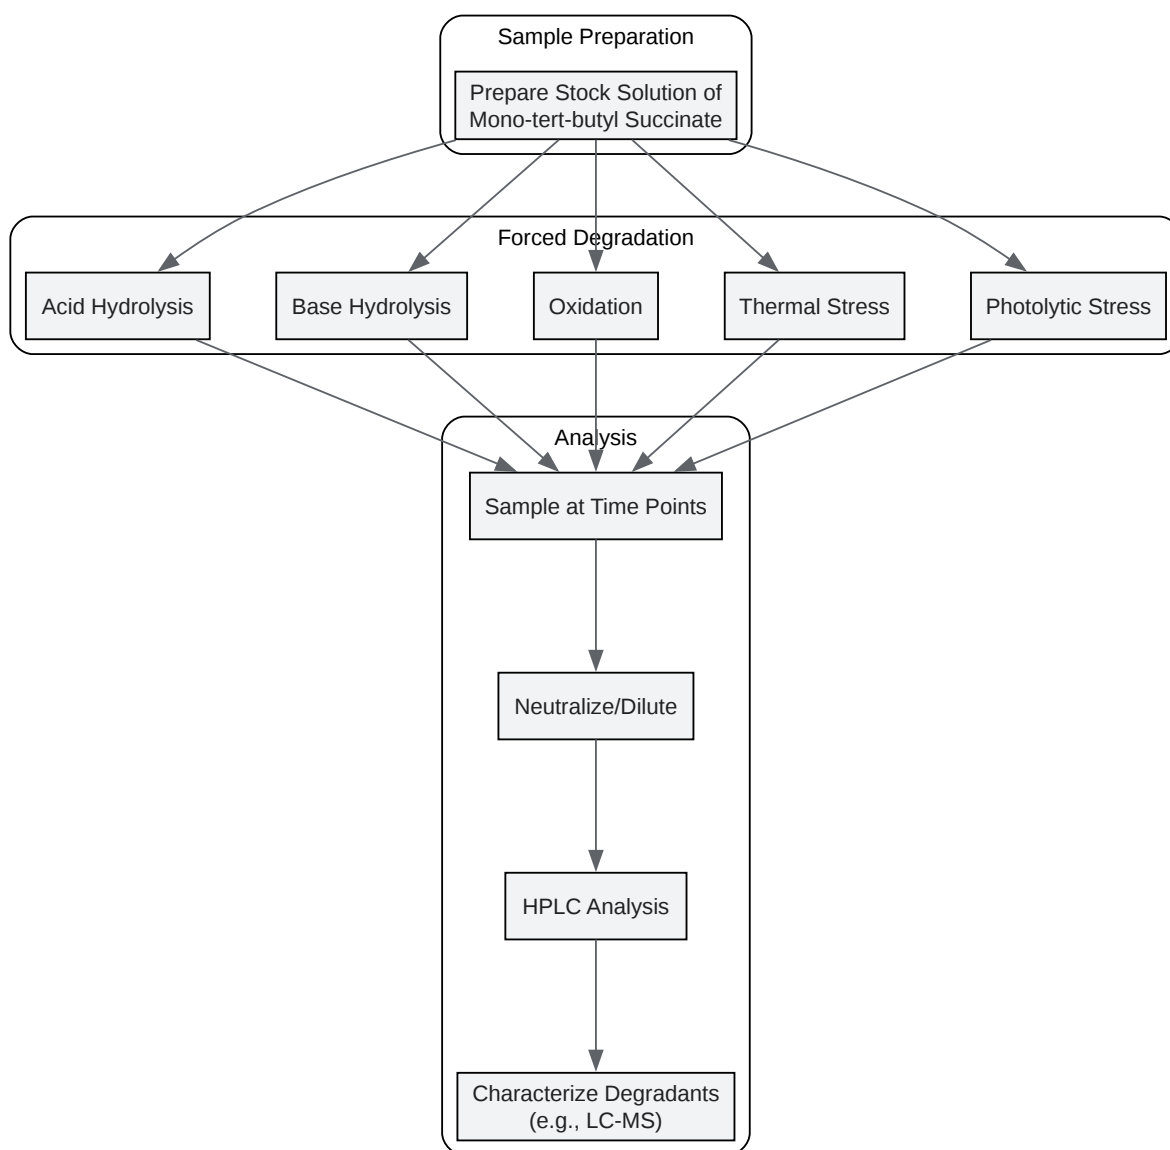 Sample Preparation
Prepare Stock Solution of
Mono-tert-butyl Succinate
Forced Degradation
Acid Hydrolysis
Base Hydrolysis
Oxidation
Thermal Stress
Photolytic Stress
Analysis
Sample at Time Points
Neutralize/Dilute
HPLC Analysis
Characterize Degradants
(e.g., LC-MS)